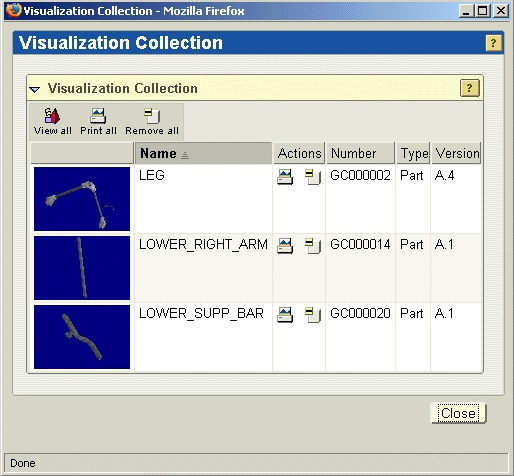 Visualization Collection - Mozilla Firefox
Visualization Collection
?
Visualization Collection
?
View all Print all Remove all
Name Actions Number Type Version
LEG GC000002 Part A.4
LOWER_RIGHT_ARM GC000014 Part A.1
LOWER_SUPP_BAR GC000020 Part A.1
Close
Done